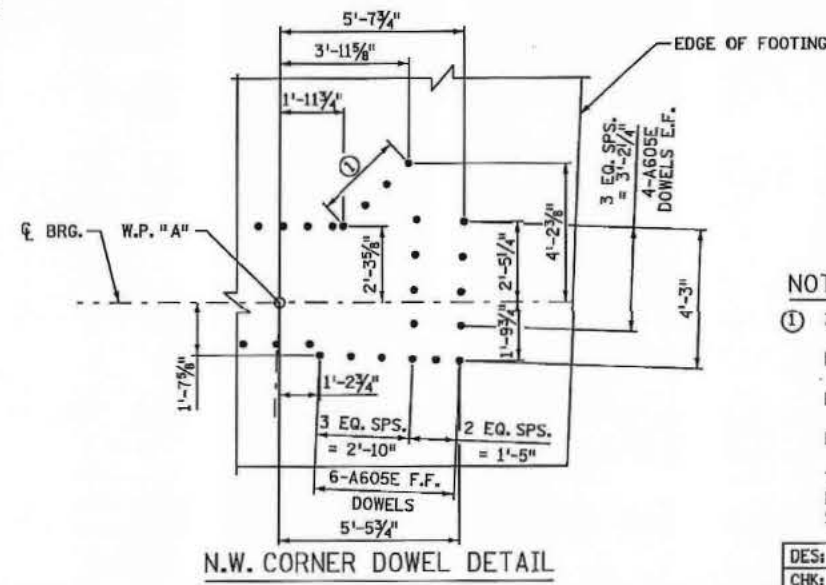 5'-7¾"
3'-11⅝"
EDGE OF FOOTING
1'-11¾"
①
3 EQ. SPS.
= 3'-2¼"
4-A605E
DOWELS E.F.
℄ BRG.
W.P. "A"
2'-3⅝"
4'-2⅜"
2'-5¼"
1'-9¾"
4'-3"
NOT
①
1'-7⅝"
1'-2¾"
3 EQ. SPS.
= 2'-10"
2 EQ. SPS.
= 1'-5"
6-A605E F.F.
DOWELS
5'-5¾"
N.W. CORNER DOWEL DETAIL
DES:
CHK: